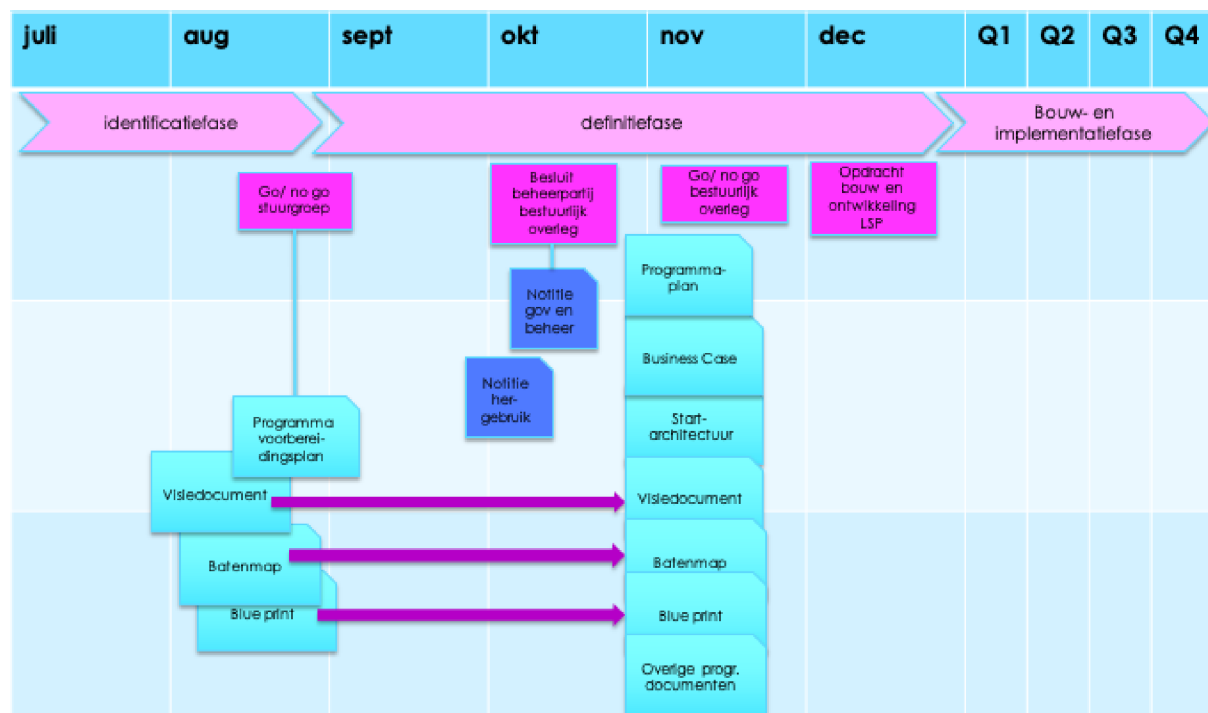 juli aug sept okt nov dec Q1 Q2 Q3 Q4
identificatiefase
definitiefase
Bouw- en
implementatiefase
Go/ no go
stuurgroep
Besluit
beheerpartij
bestuurlijk
overleg
Go/ no go
bestuurlijk
overleg
Opdracht
bouw en
ontwikkeling
LSP
Notitie
gov en
beheer
Notitie
her-
gebruik
Programma-
plan
Business Case
Start-
architectuur
Programma
voorberei-
dingsplan
Visiedocument
Visiedocument
Batenmap
Batenmap
Blue print
Blue print
Overige progr.
documenten